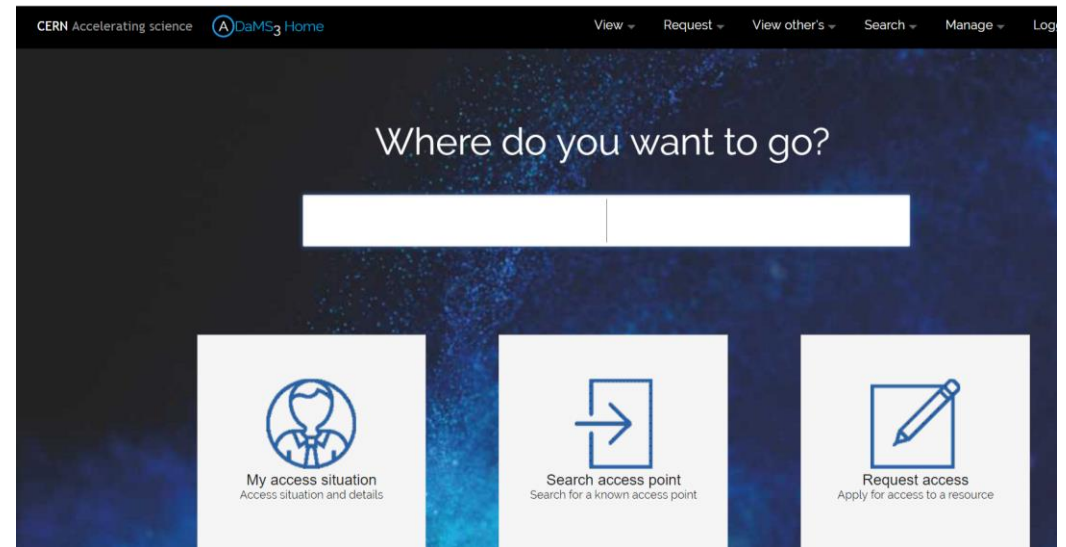 CERN Accelerating science ADaMS3 Home View Request View other's Search Manage Logg
Where do you want to go?
My access situation
Access situation and details
Search access point
Search for a known access point
Request access
Apply for access to a resource